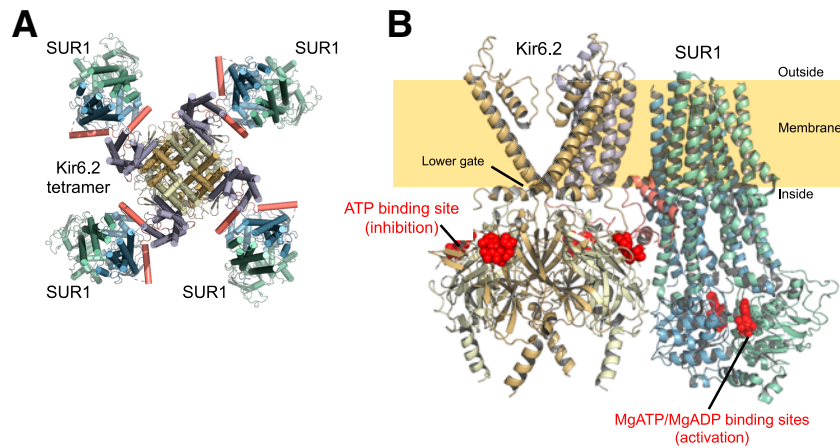 A
SUR1
SUR1
Kir6.2
tetramer
SUR1
SUR1
B
Kir6.2
SUR1
Outside
Membrane
Lower gate
Inside
ATP binding site
(inhibition)
MgATP/MgADP binding sites
(activation)